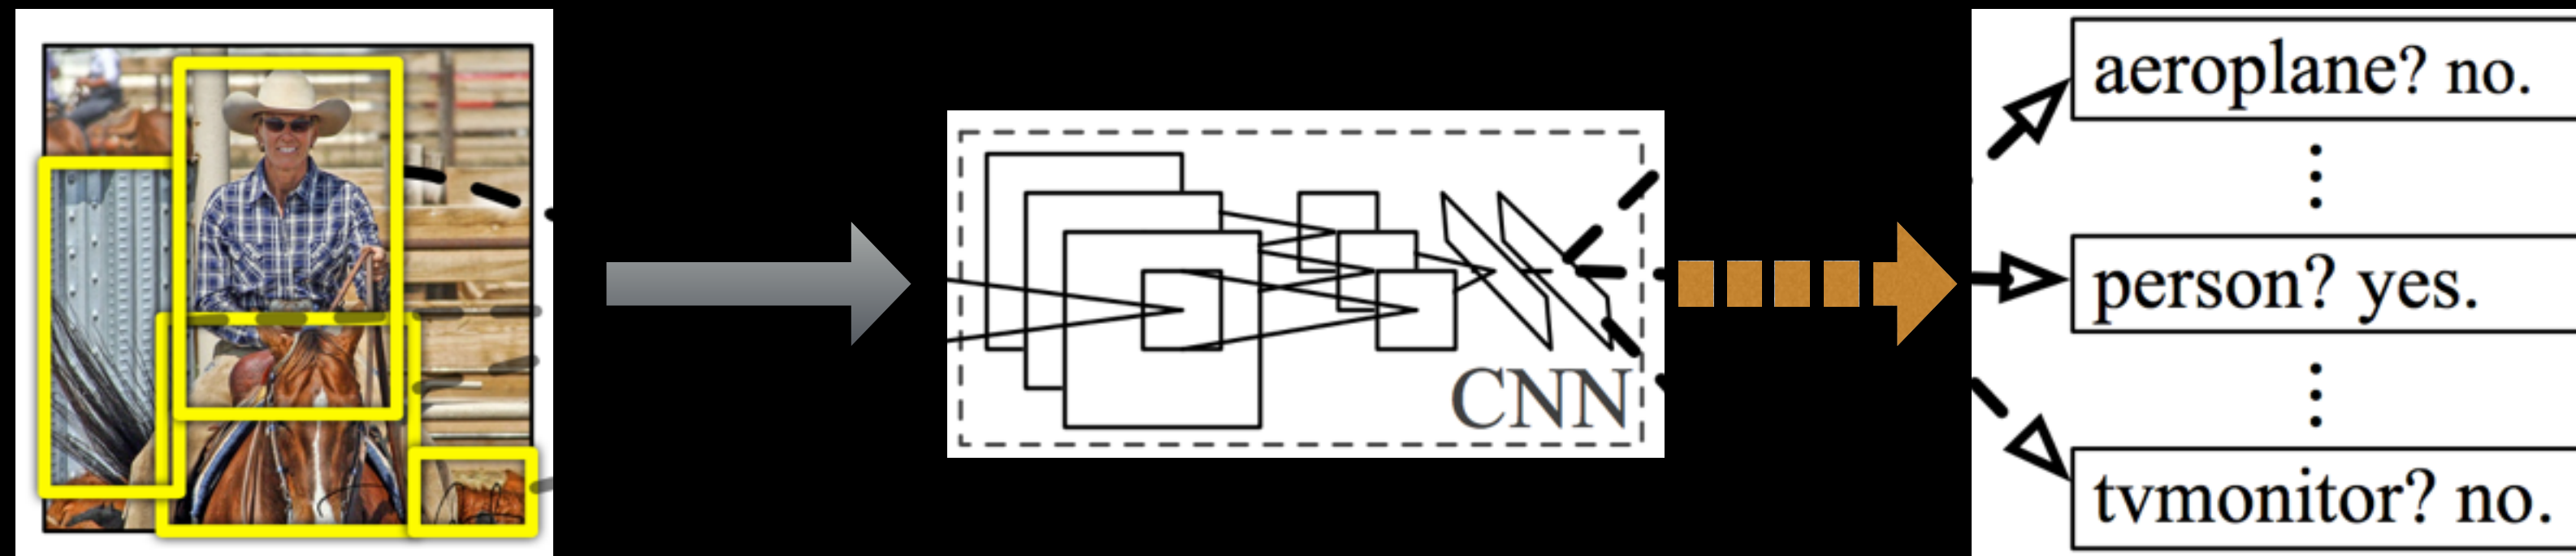 CNN
aeroplane? no.
person? yes.
tvmonitor? no.